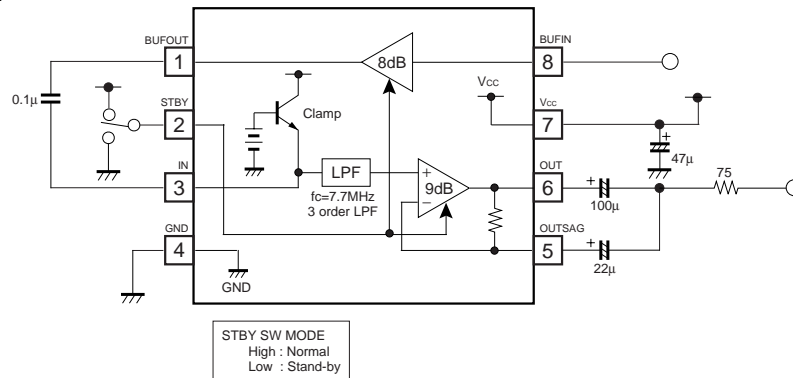 BUFOUT
1
8dB
BUFIN
8
0.1μ
STBY
2
Clamp
Vcc
Vcc
7
47μ
+
IN
3
LPF
fc=7.7MHz
3 order LPF
+
9dB
−
OUT
6
+
100μ
75
GND
4
GND
OUTSAG
5
+
22μ
STBY SW MODE
High : Normal
Low : Stand-by